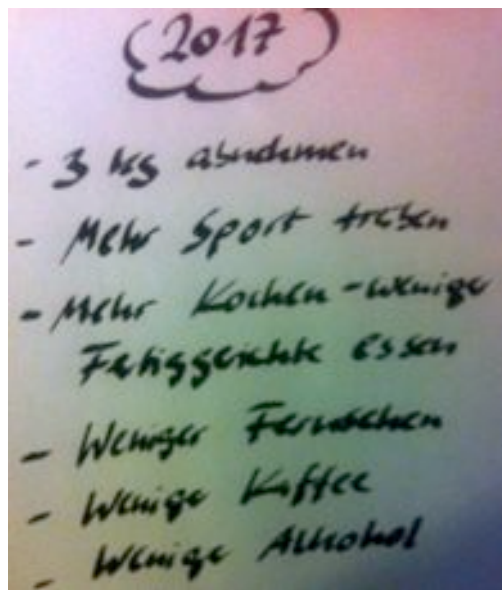 2017
- 3 kg abnehmen
- Mehr Sport treiben
- Mehr Kochen - wenige
Fertiggerichte essen
- Weniger Fernsehen
- Wenige Kaffee
- Wenige Alkohol